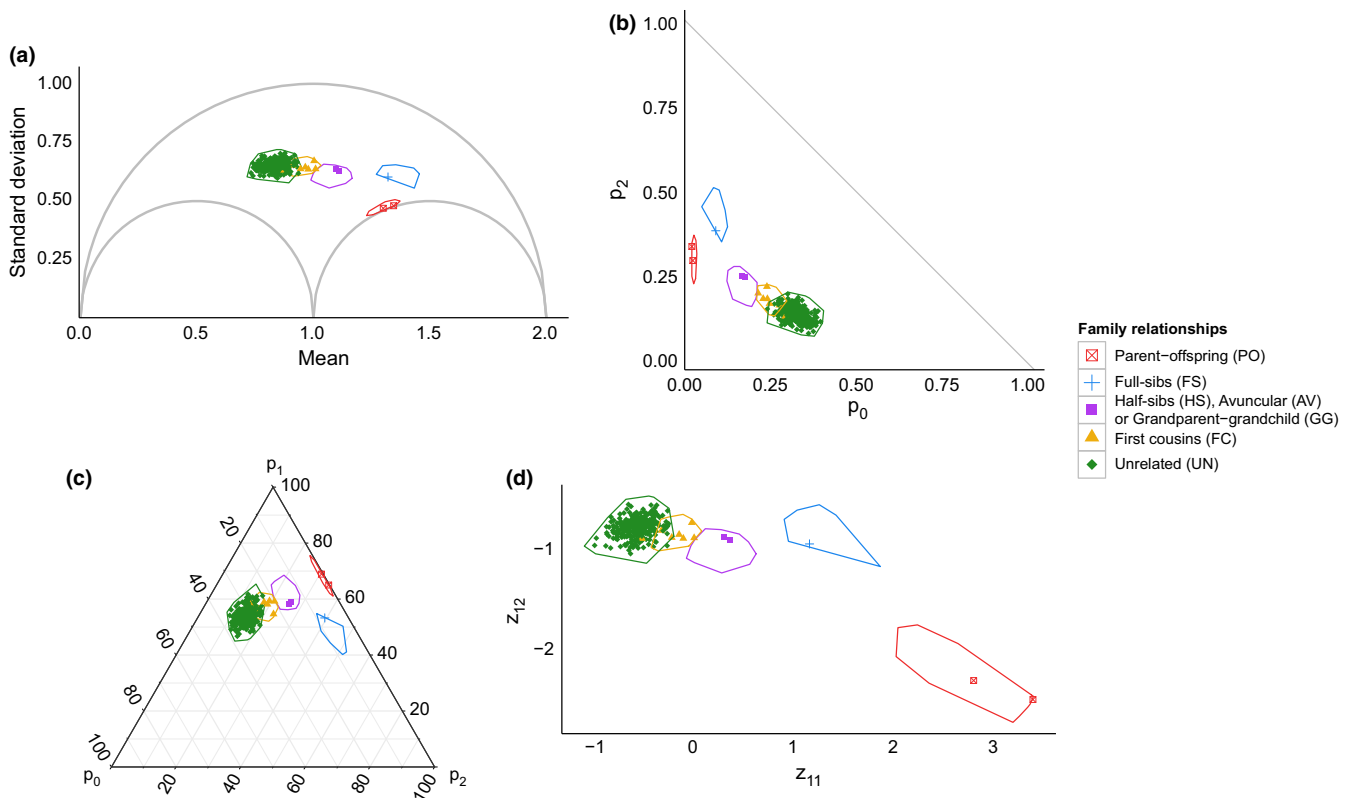 (a)
Standard deviation
1.00
0.75
0.50
0.25
0.0
0.5
1.0
1.5
2.0
Mean
(b)
p2
1.00
0.75
0.50
0.25
0.00
0.00
0.25
0.50
0.75
1.00
p0
Family relationships
Parent−offspring (PO)
Full−sibs (FS)
Half−sibs (HS), Avuncular (AV)
or Grandparent−grandchild (GG)
First cousins (FC)
Unrelated (UN)
(c)
p1
100
80
60
40
20
20
40
60
80
100
p0
20
40
60
80
100
p2
(d)
z12
−1
−2
−1
0
1
2
3
z11